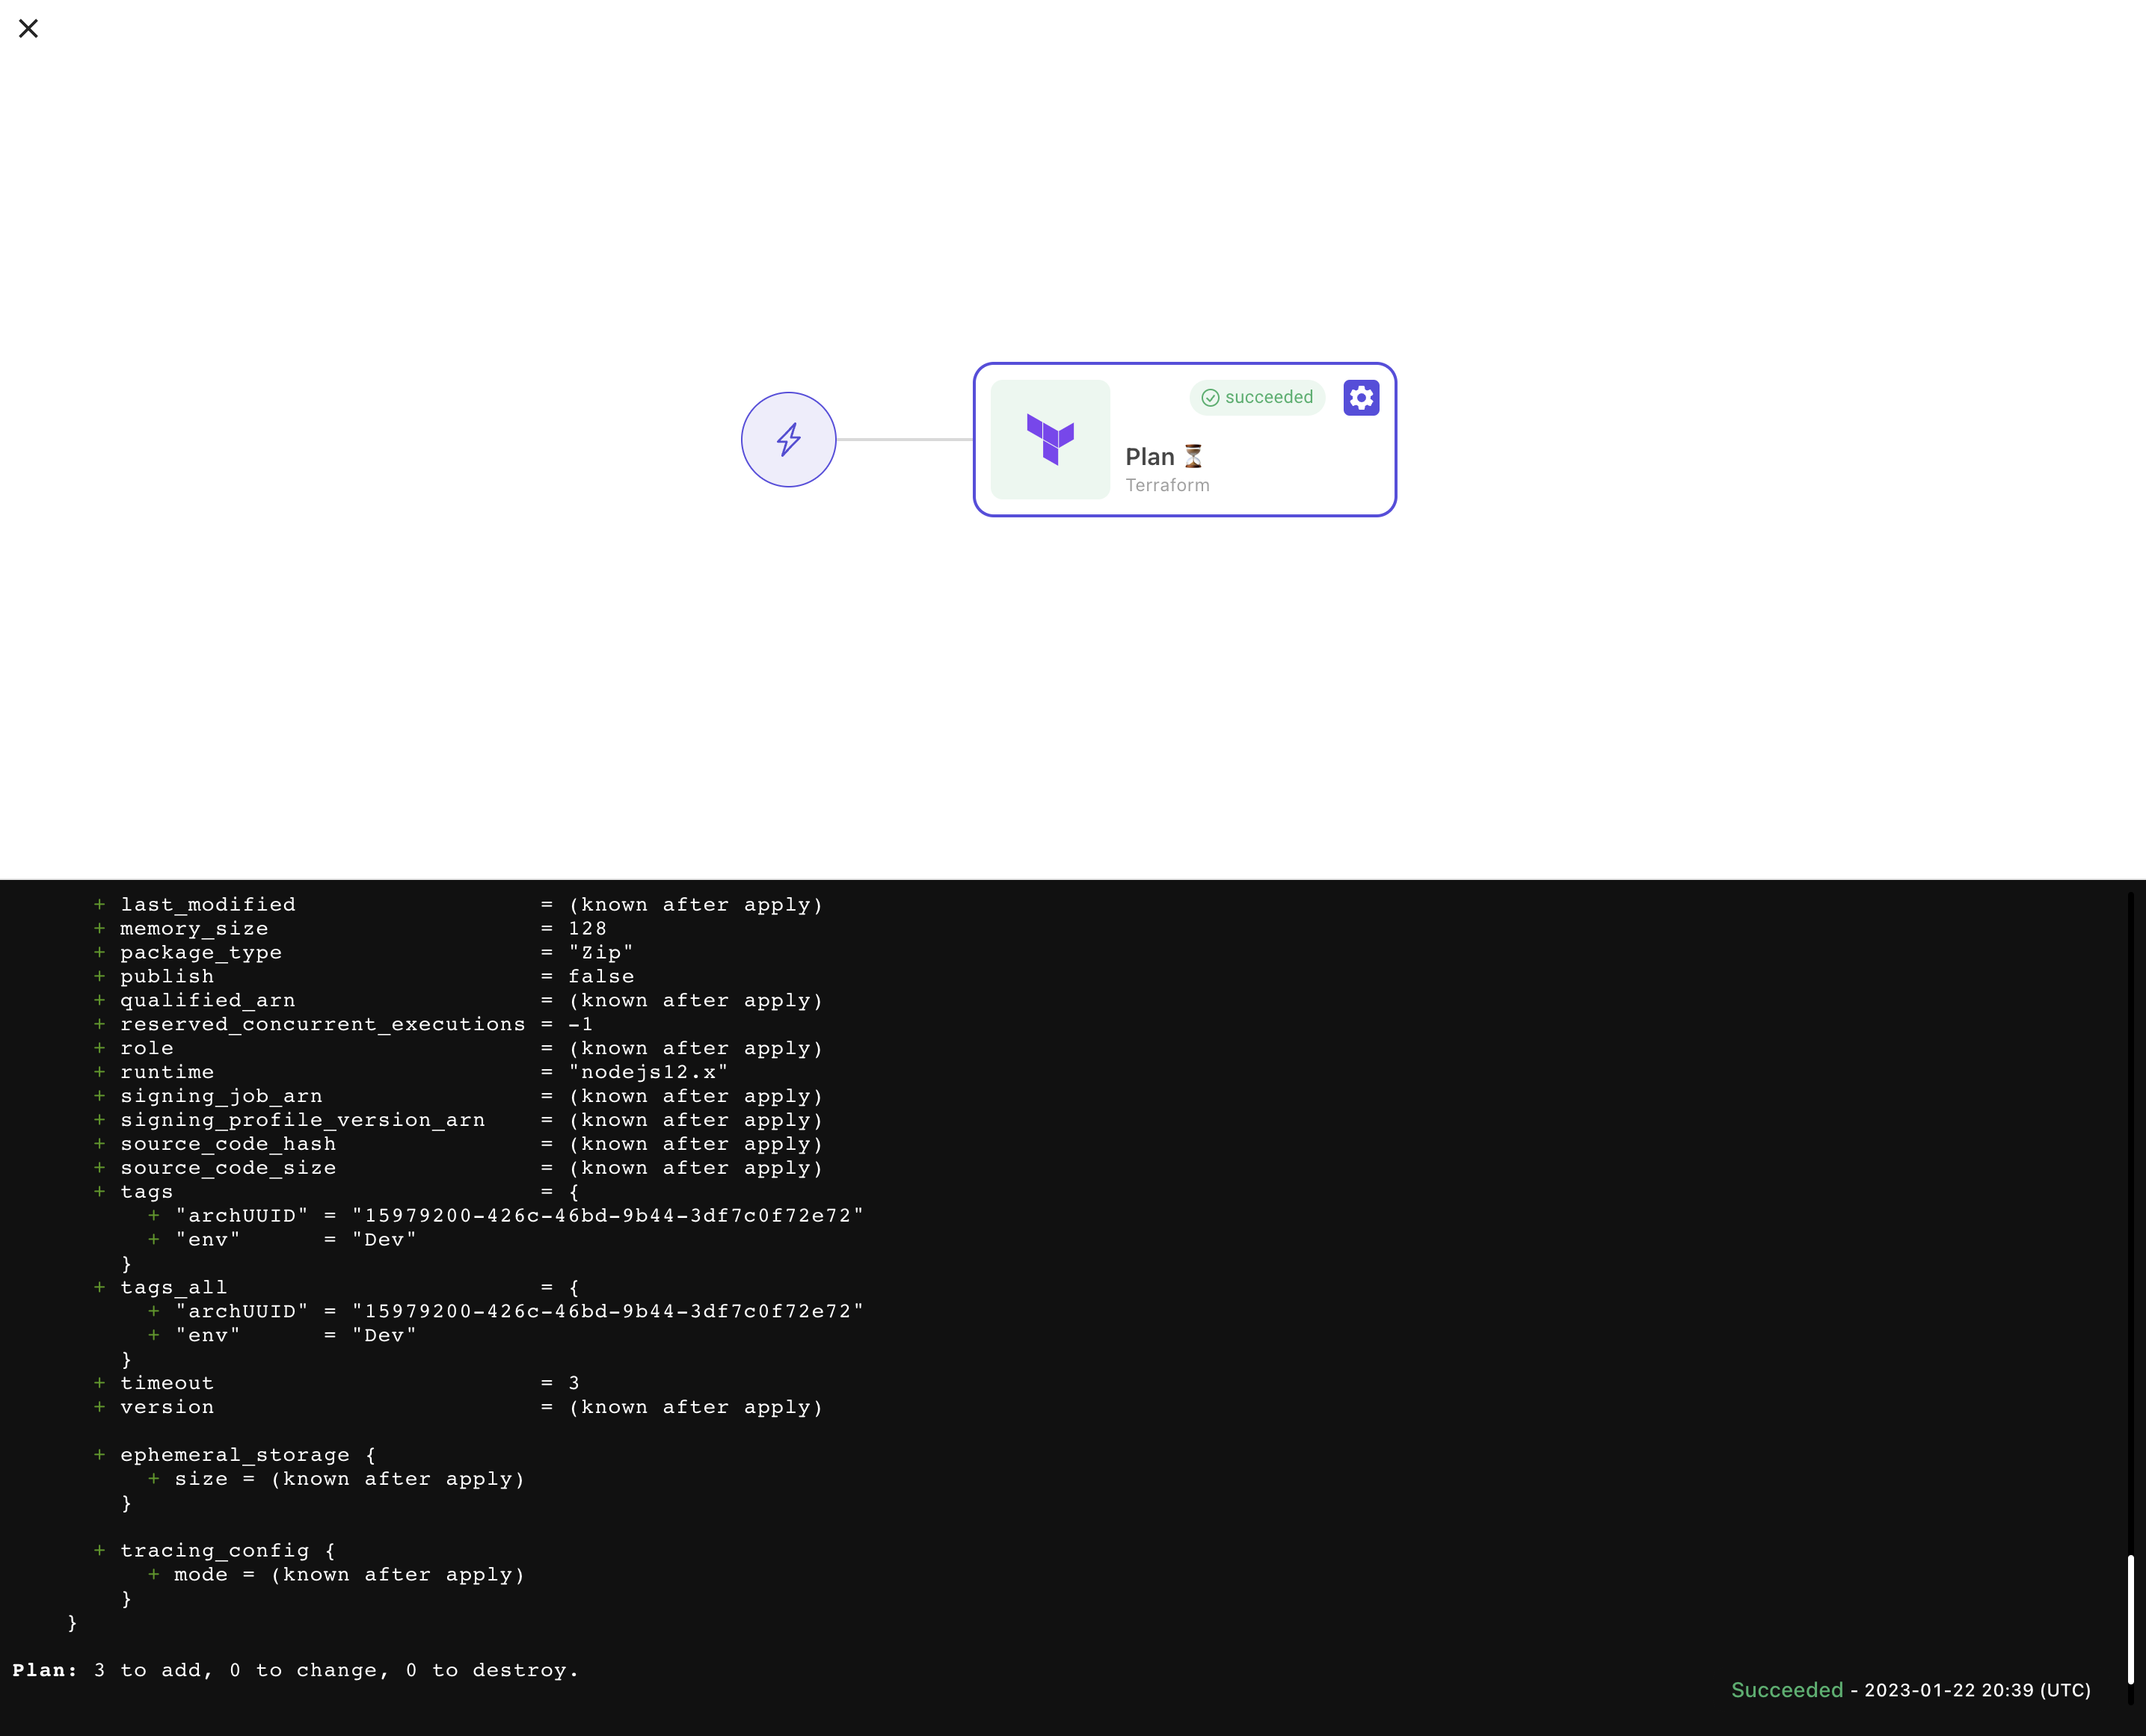 succeeded
Plan ⏳
Terraform
+ last_modified                  = (known after apply)
+ memory_size                    = 128
+ package_type                   = "Zip"
+ publish                        = false
+ qualified_arn                  = (known after apply)
+ reserved_concurrent_executions = -1
+ role                           = (known after apply)
+ runtime                        = "nodejs12.x"
+ signing_job_arn                = (known after apply)
+ signing_profile_version_arn    = (known after apply)
+ source_code_hash               = (known after apply)
+ source_code_size               = (known after apply)
+ tags                           = {
+ "archUUID" = "15979200-426c-46bd-9b44-3df7c0f72e72"
+ "env"      = "Dev"
}
+ tags_all                       = {
+ "archUUID" = "15979200-426c-46bd-9b44-3df7c0f72e72"
+ "env"      = "Dev"
}
+ timeout                        = 3
+ version                        = (known after apply)
+ ephemeral_storage {
+ size = (known after apply)
}
+ tracing_config {
+ mode = (known after apply)
}
}
Plan: 3 to add, 0 to change, 0 to destroy.
Succeeded - 2023-01-22 20:39 (UTC)